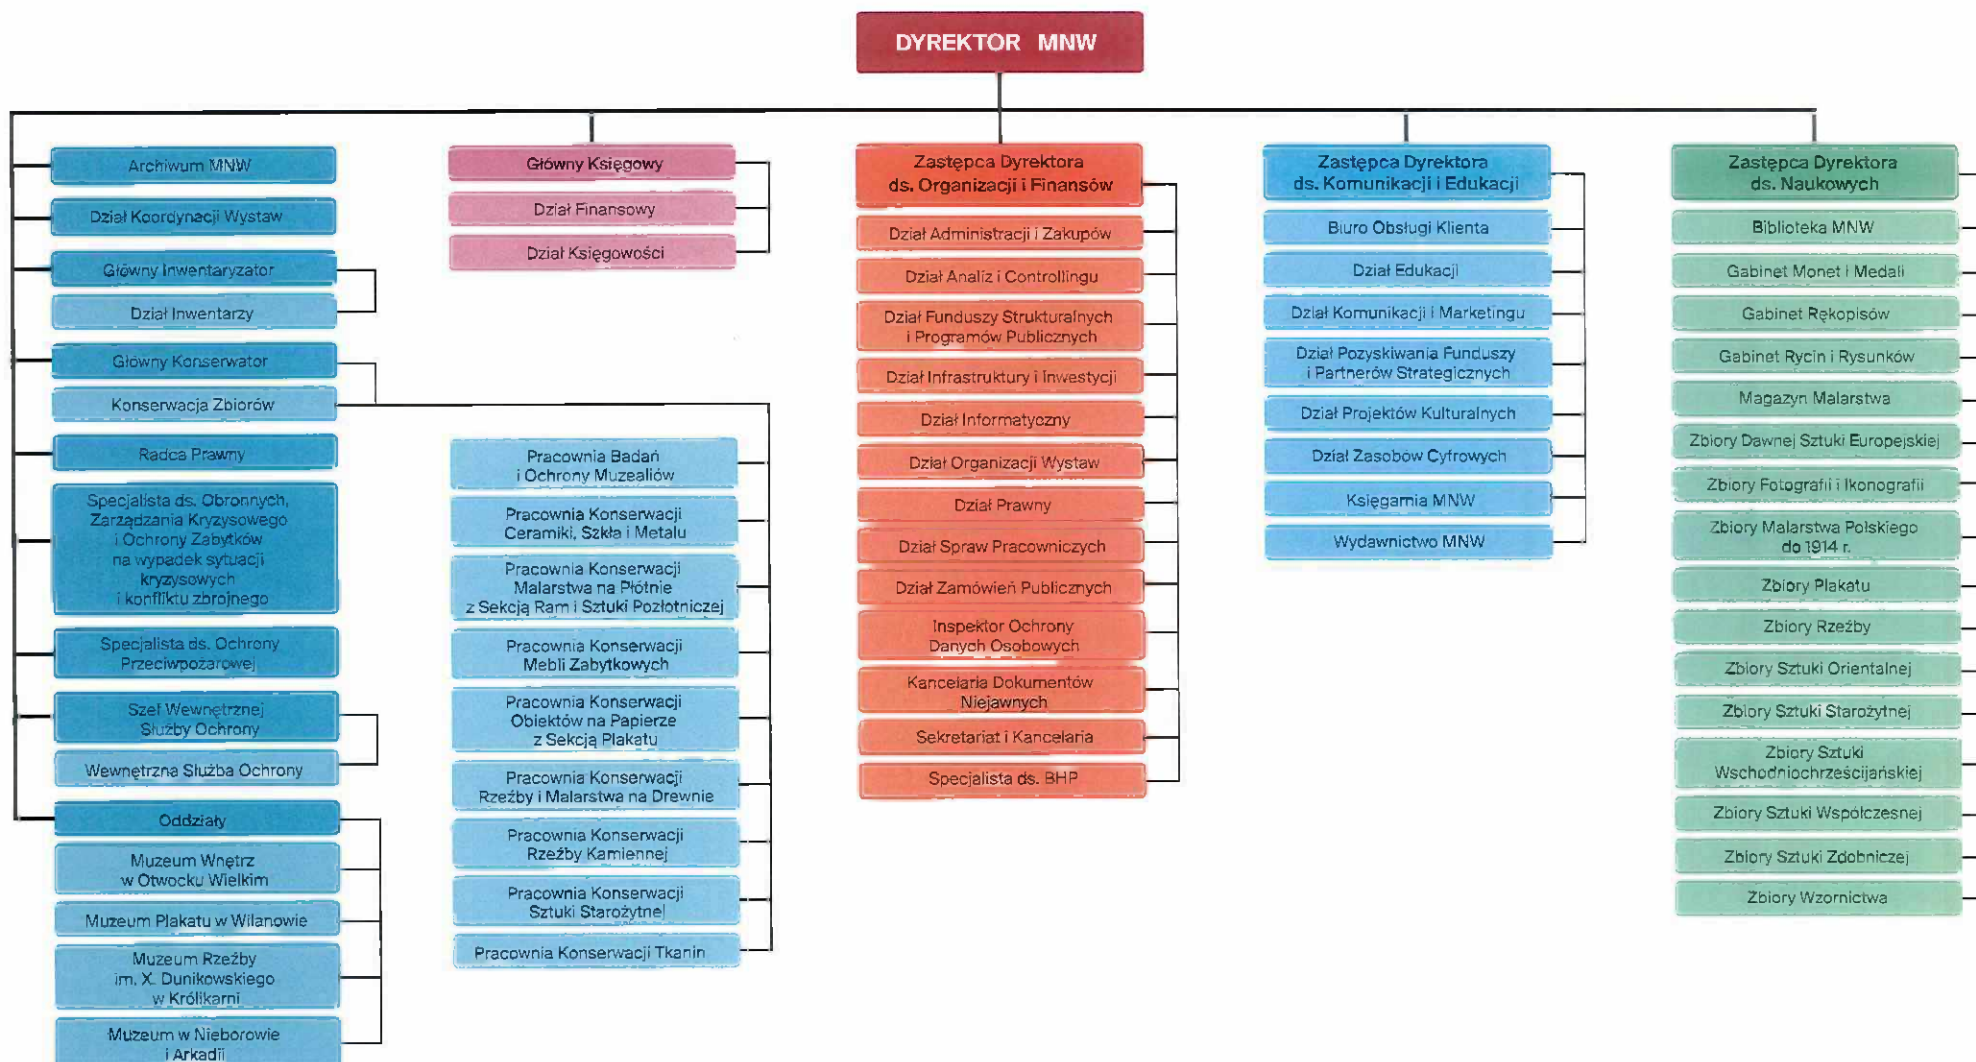 DYREKTOR MNW
Archiwum MNW
Dział Koordynacji Wystaw
Główny Inwentaryzator
Dział Inwentarzy
Główny Konserwator
Konserwacja Zbiorów
Radca Prawny
Specjalista ds. Obronnych,
Zarządzania Kryzysowego
i Ochrony Zabytków
na wypadek sytuacji
kryzysowych
i konfliktu zbrojnego
Specjalista ds. Ochrony
Przeciwpożarowej
Szef Wewnętrznej
Służby Ochrony
Wewnętrzna Służba Ochrony
Oddziały
Muzeum Wnętrz
w Otwocku Wielkim
Muzeum Plakatu w Wilanowie
Muzeum Rzeźby
im. X. Dunikowskiego
w Królikarni
Muzeum w Nieborowie
i Arkadii
Główny Księgowy
Dział Finansowy
Dział Księgowości
Pracownia Badań
i Ochrony Muzealiów
Pracownia Konserwacji
Ceramiki, Szkła i Metalu
Pracownia Konserwacji
Malarstwa na Płótnie
z Sekcją Ram i Sztuki Pozłotniczej
Pracownia Konserwacji
Mebli Zabytkowych
Pracownia Konserwacji
Obiektów na Papierze
z Sekcją Plakatu
Pracownia Konserwacji
Rzeźby i Malarstwa na Drewnie
Pracownia Konserwacji
Rzeźby Kamiennej
Pracownia Konserwacji
Sztuki Starożytnej
Pracownia Konserwacji Tkanin
Zastępca Dyrektora
ds. Organizacji i Finansów
Dział Administracji i Zakupów
Dział Analiz i Controllingu
Dział Funduszy Strukturalnych
i Programów Publicznych
Dział Infrastruktury i Inwestycji
Dział Informatyczny
Dział Organizacji Wystaw
Dział Prawny
Dział Spraw Pracowniczych
Dział Zamówień Publicznych
Inspektor Ochrony
Danych Osobowych
Kancelaria Dokumentów
Niejawnych
Sekretariat i Kancelaria
Specjalista ds. BHP
Zastępca Dyrektora
ds. Komunikacji i Edukacji
Biuro Obsługi Klienta
Dział Edukacji
Dział Komunikacji i Marketingu
Dział Pozyskiwania Funduszy
i Partnerów Strategicznych
Dział Projektów Kulturalnych
Dział Zasobów Cyfrowych
Księgarnia MNW
Wydawnictwo MNW
Zastępca Dyrektora
ds. Naukowych
Biblioteka MNW
Gabinet Monet i Medali
Gabinet Rękopisów
Gabinet Rycin i Rysunków
Magazyn Malarstwa
Zbiory Dawnej Sztuki Europejskiej
Zbiory Fotografii i Ikonografii
Zbiory Malarstwa Polskiego
do 1914 r.
Zbiory Plakatu
Zbiory Rzeźby
Zbiory Sztuki Orientalnej
Zbiory Sztuki Starożytnej
Zbiory Sztuki
Wschodniochrześcijańskiej
Zbiory Sztuki Współczesnej
Zbiory Sztuki Zdobniczej
Zbiory Wzornictwa